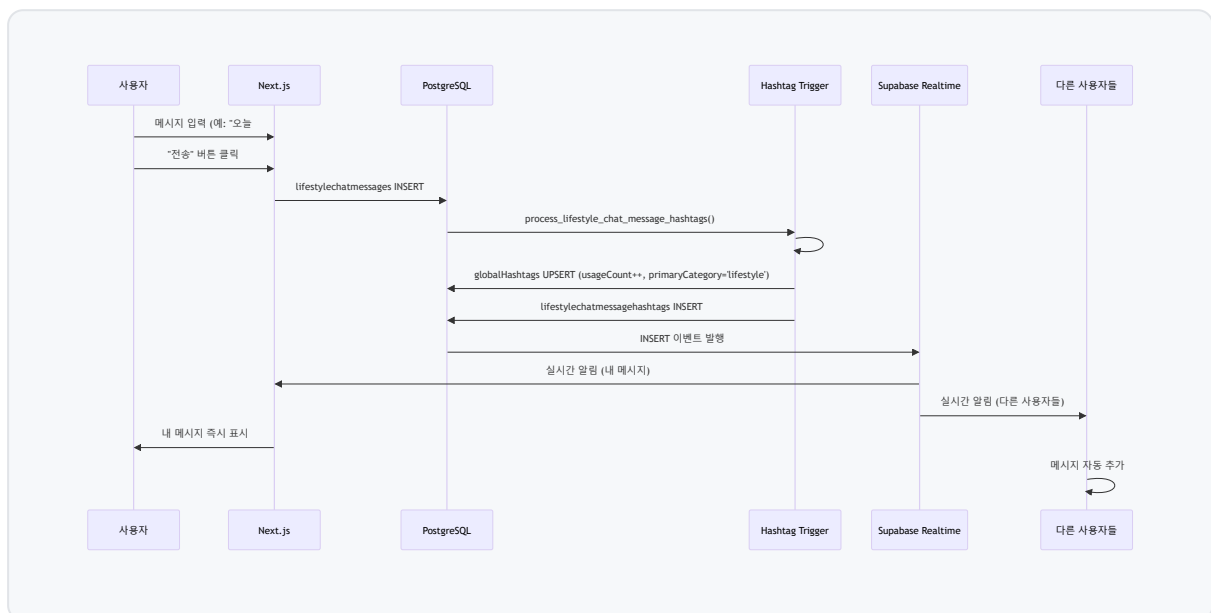 사용자
Next.js
PostgreSQL
Hashtag Trigger
Supabase Realtime
다른 사용자들
메시지 입력 (예: "오늘
"전송" 버튼 클릭
lifestylechatmessages INSERT
process_lifestyle_chat_message_hashtags()
globalHashtags UPSERT (usageCount++, primaryCategory='lifestyle')
lifestylechatmessagehashtags INSERT
INSERT 이벤트 발행
실시간 알림 (내 메시지)
실시간 알림 (다른 사용자들)
내 메시지 즉시 표시
메시지 자동 추가
사용자
Next.js
PostgreSQL
Hashtag Trigger
Supabase Realtime
다른 사용자들